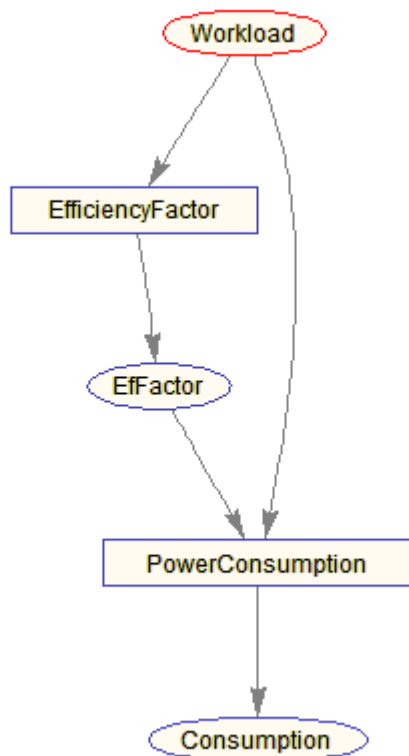 Workload
EfficiencyFactor
EfFactor
PowerConsumption
Consumption